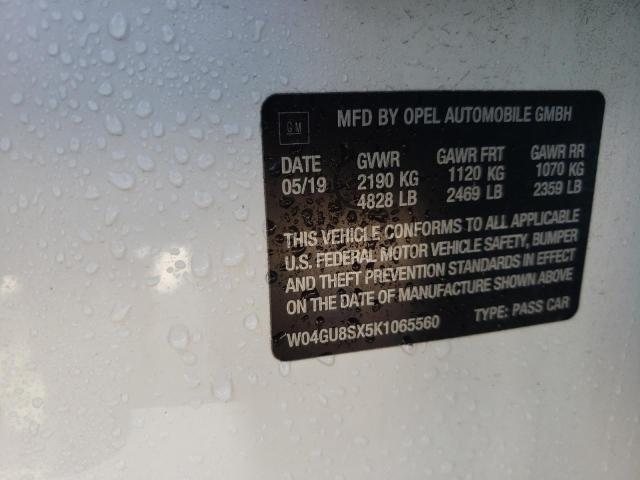 GM
MFD BY OPEL AUTOMOBILE GMBH
DATE GVWR GAWR FRT GAWR RR
05/19 2190 KG 1120 KG 1070 KG
4828 LB 2469 LB 2359 LB
THIS VEHICLE CONFORMS TO ALL APPLICABLE
U.S. FEDERAL MOTOR VEHICLE SAFETY, BUMPER
AND THEFT PREVENTION STANDARDS IN EFFECT
ON THE DATE OF MANUFACTURE SHOWN ABOVE
W04GU8SX5K1065560 TYPE: PASS CAR